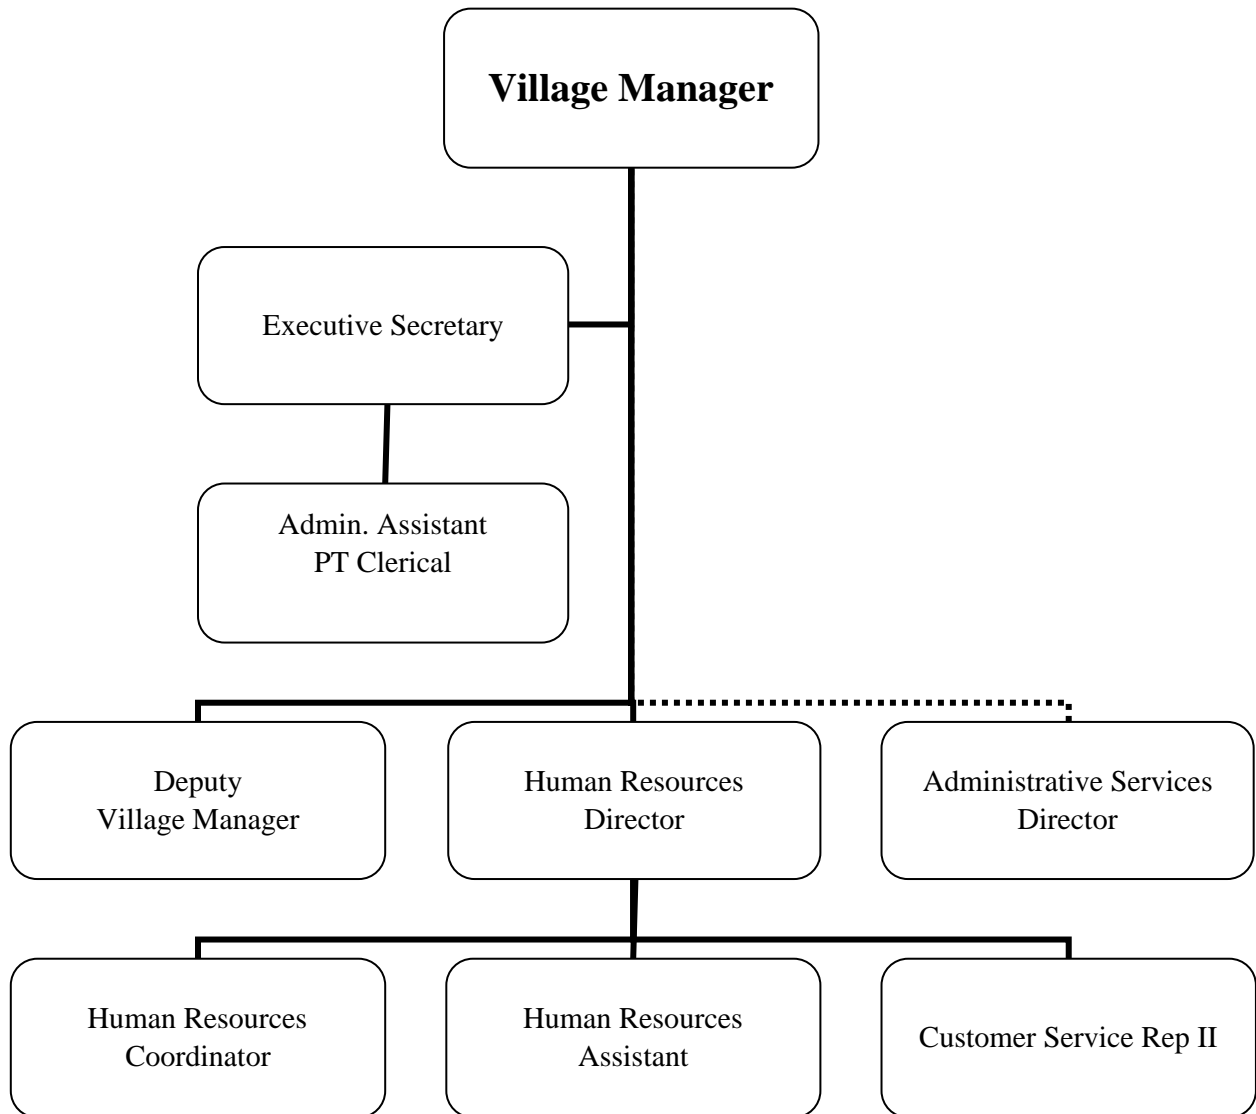 Village Manager
Executive Secretary
Admin. Assistant
PT Clerical
Deputy
Village Manager
Human Resources
Director
Administrative Services
Director
Human Resources
Coordinator
Human Resources
Assistant
Customer Service Rep II